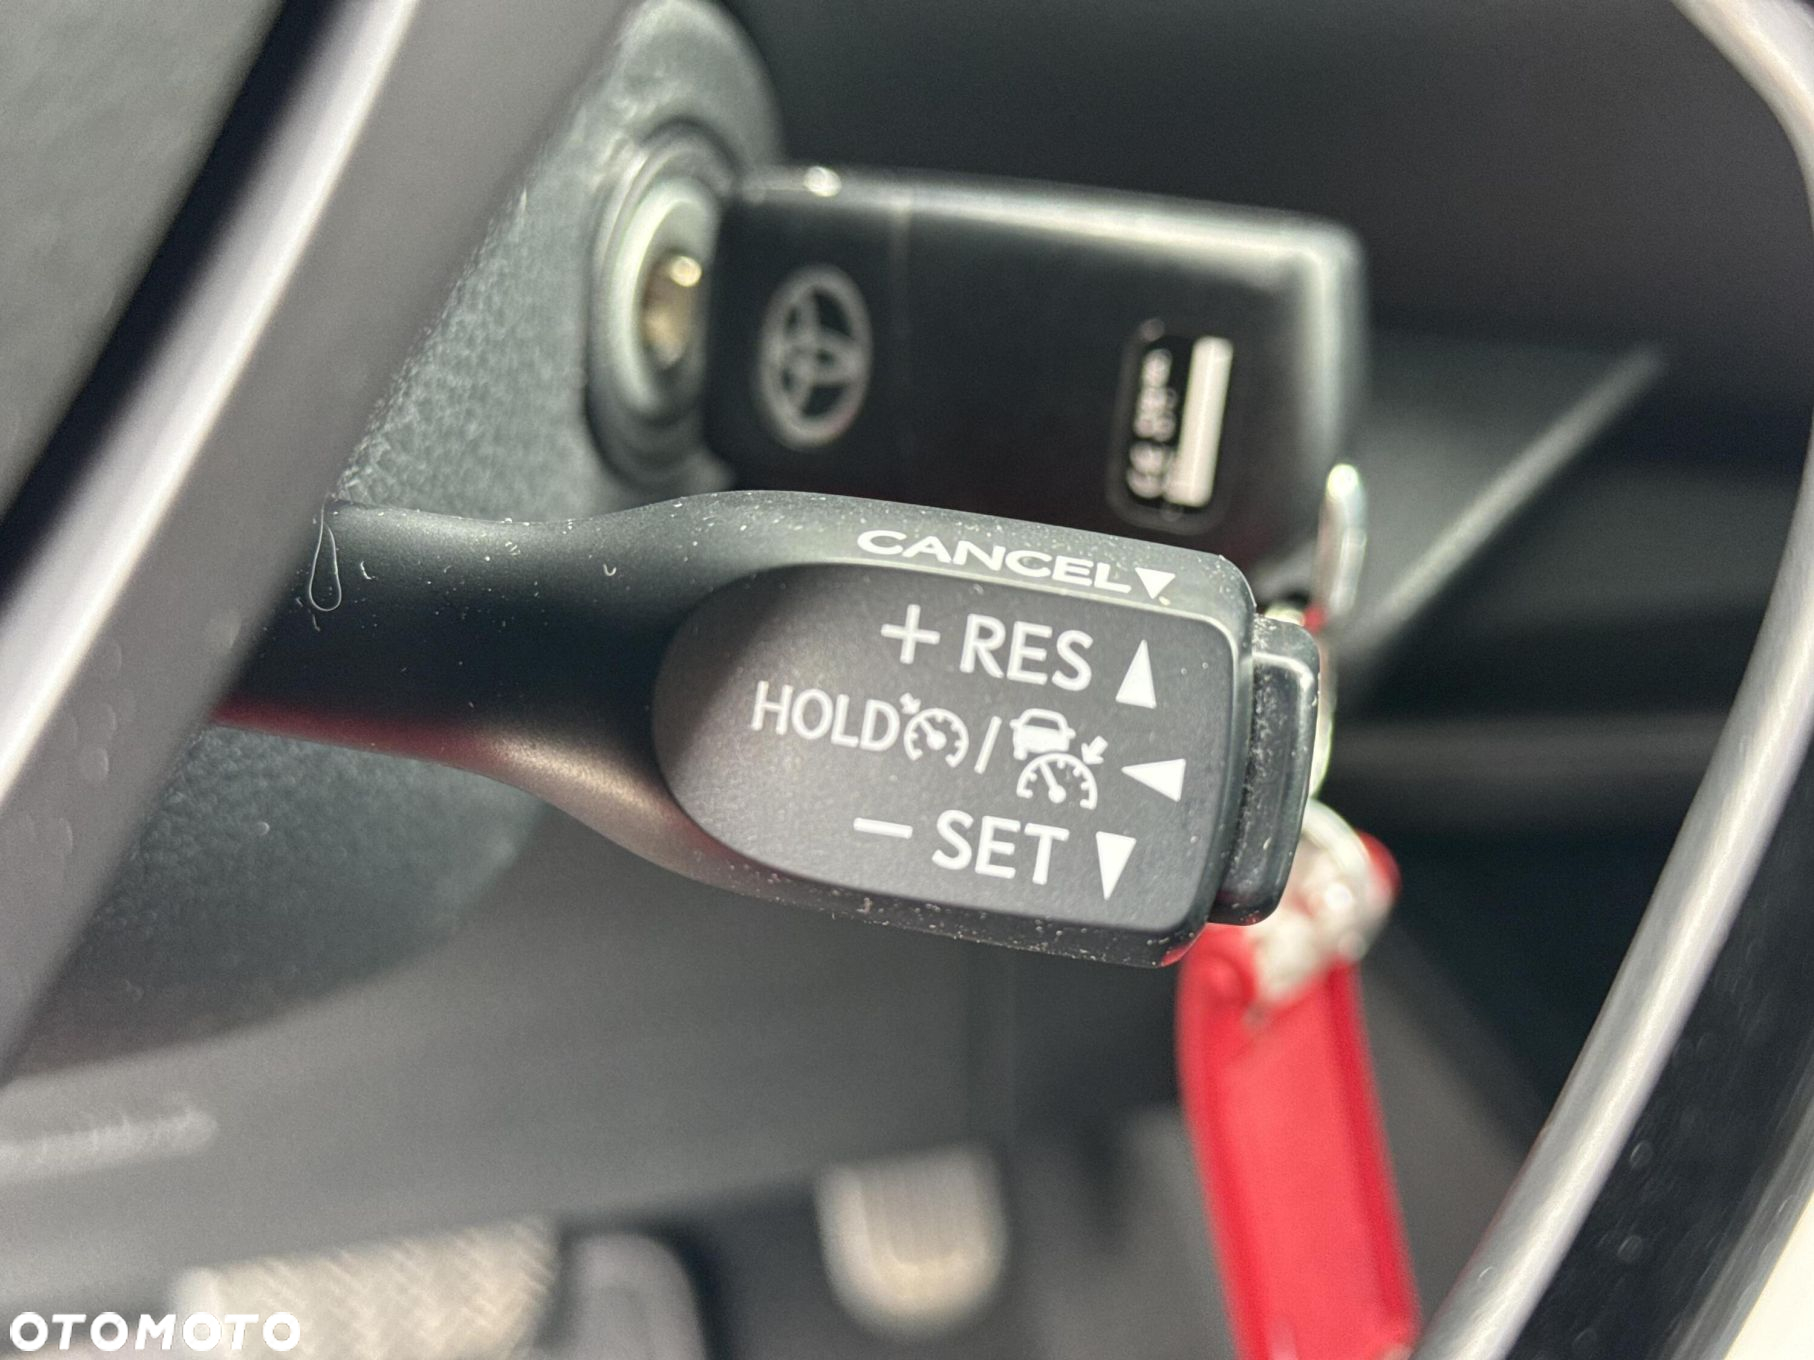 CANCEL▼
+ RES ▲
HOLD / ◀
− SET ▼
OTOMOTO